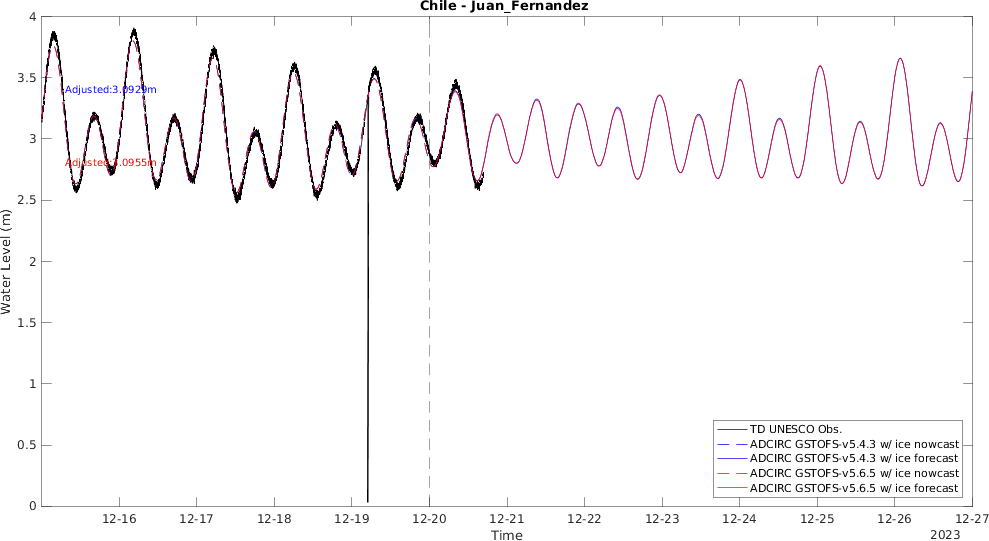 Chile - Juan_Fernandez
4
3.5
3
2.5
2
1.5
1
0.5
0
Water Level (m)
Adjusted:3.0929m
Adjusted:3.0955m
TD UNESCO Obs.
ADCIRC GSTOFS-v5.4.3 w/ ice nowcast
ADCIRC GSTOFS-v5.4.3 w/ ice forecast
ADCIRC GSTOFS-v5.6.5 w/ ice nowcast
ADCIRC GSTOFS-v5.6.5 w/ ice forecast
12-16 12-17 12-18 12-19 12-20 12-21 12-22 12-23 12-24 12-25 12-26 12-27
Time
2023